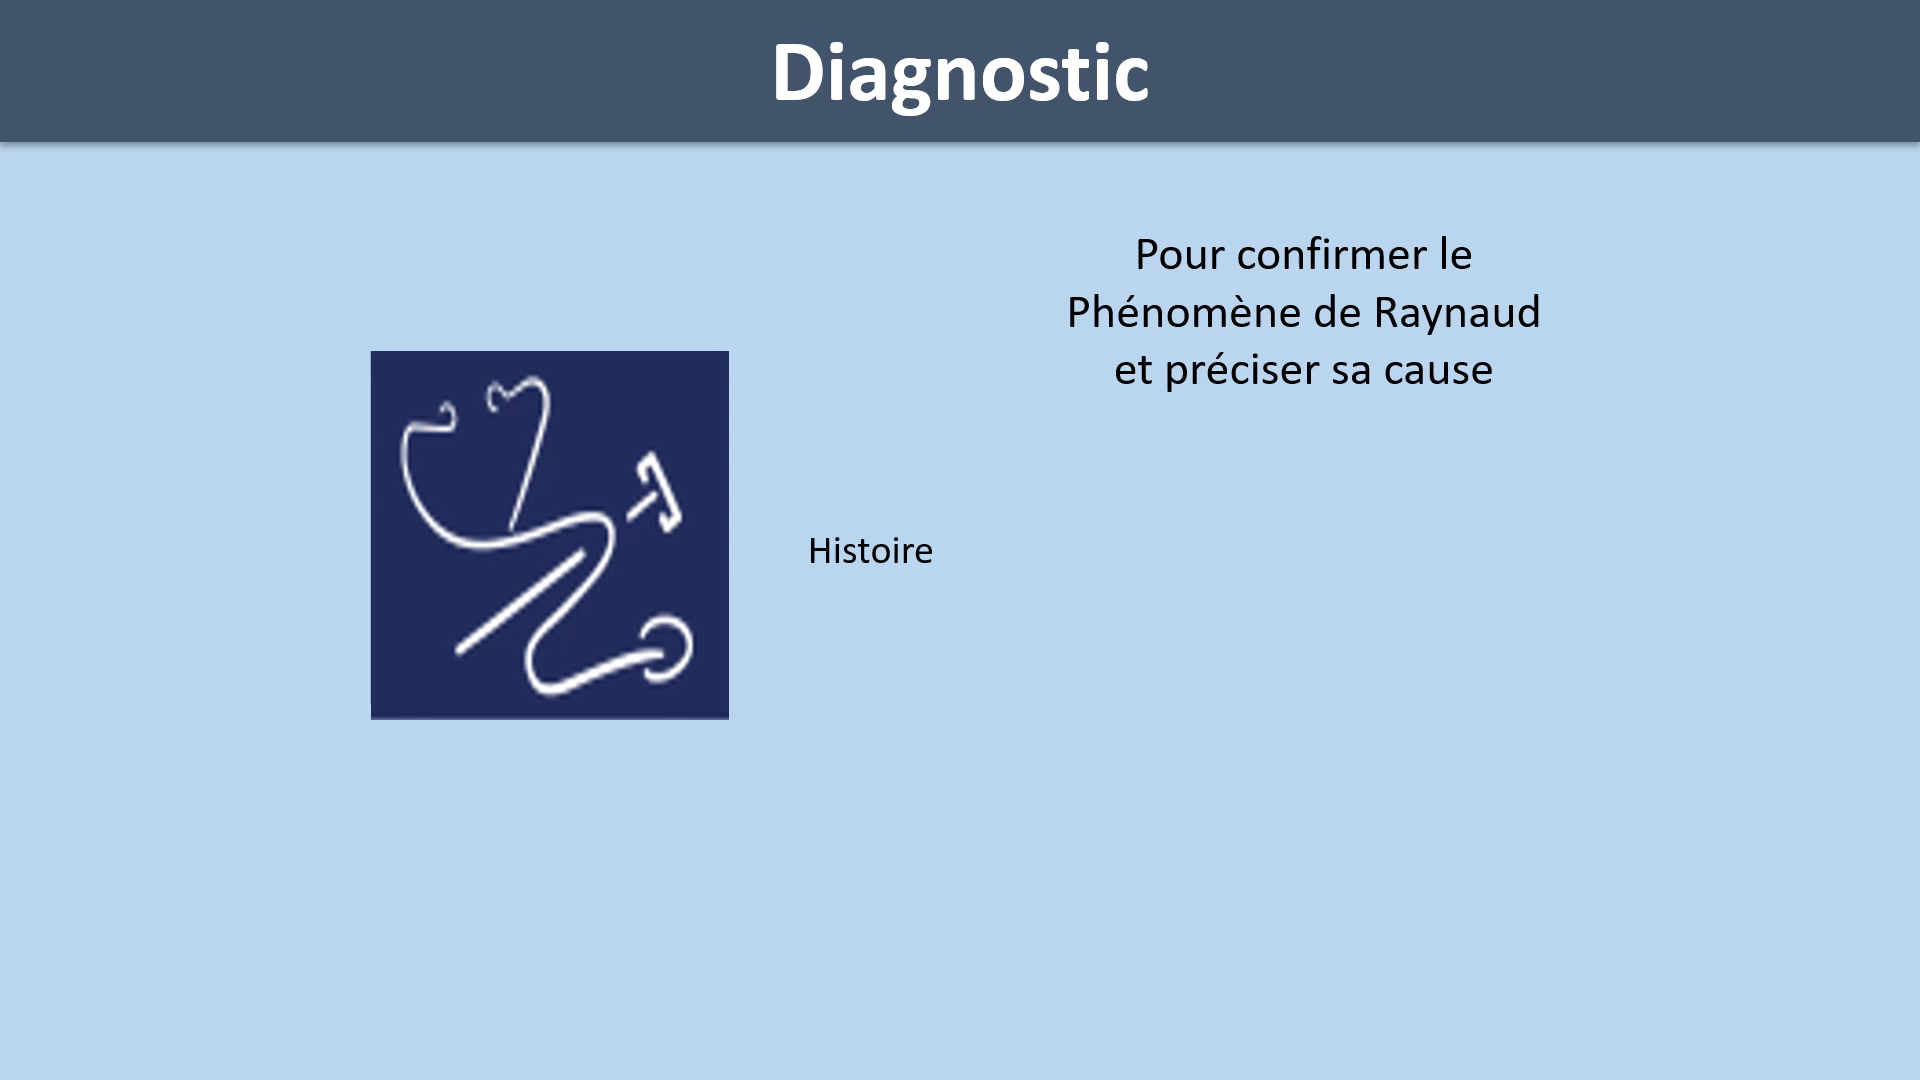 Diagnostic
Pour confirmer le
Phénomène de Raynaud
et préciser sa cause
Histoire